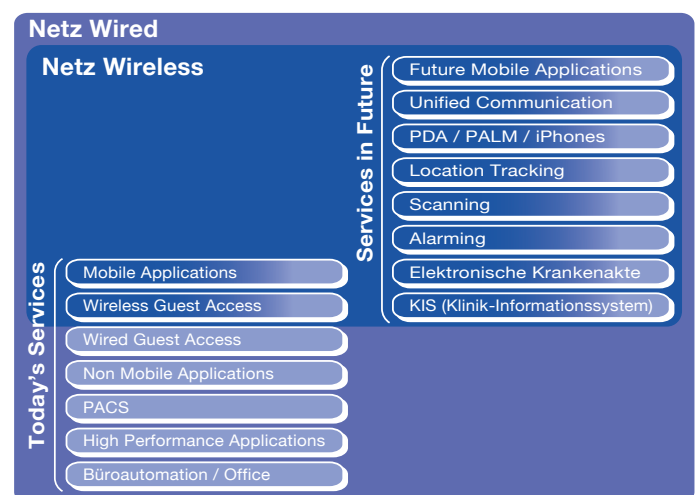 Netz Wired
Netz Wireless
Services in Future
Future Mobile Applications
Unified Communication
PDA / PALM / iPhones
Location Tracking
Scanning
Alarming
Elektronische Krankenakte
KIS (Klinik-Informationssystem)
Today's Services
Mobile Applications
Wireless Guest Access
Wired Guest Access
Non Mobile Applications
PACS
High Performance Applications
Büroautomation / Office